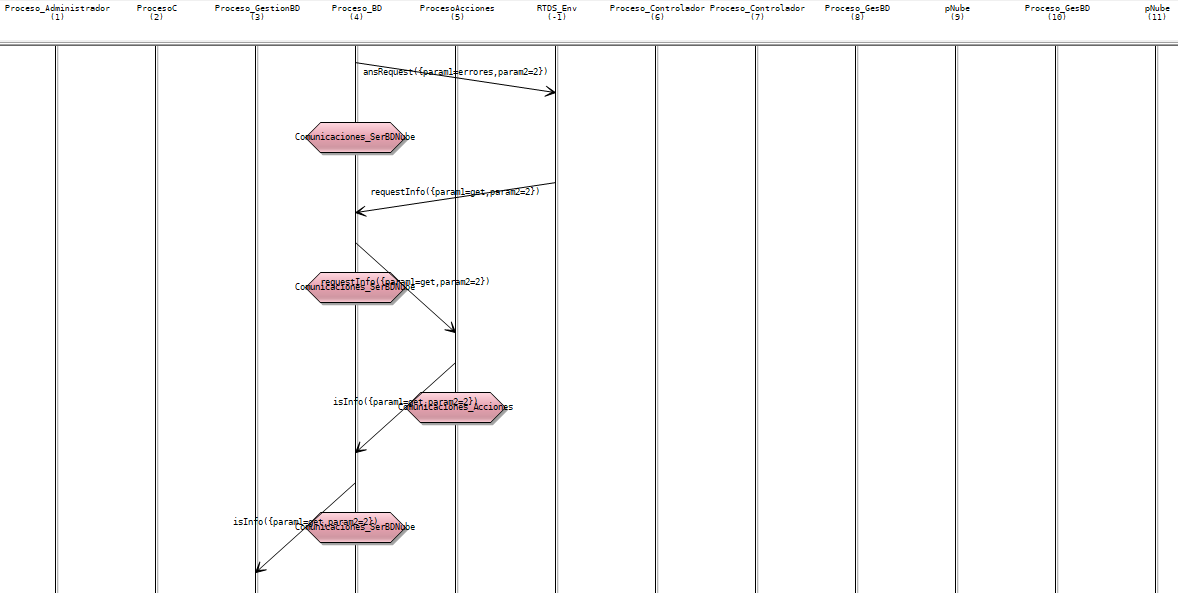 Proceso_Administrador ProcesoC Proceso_GestionBD Proceso_BD ProcesoAcciones RTDS_Env Proceso_Controlador Proceso_Controlador Proceso_GesBD pNube Proceso_GesBD pNube
(1) (2) (3) (4) (5) (-1) (6) (7) (8) (9) (10) (11)
ansRequest({param1=errores,param2=2})
Comunicaciones_SerBDNube
requestInfo({param1=get,param2=2})
requestInfo({param1=get,param2=2})
Comunicaciones_SerBDNube
isInfo({param1=get,param2=2})
Comunicaciones_Acciones
isInfo({param1=get,param2=2})
Comunicaciones_SerBDNube